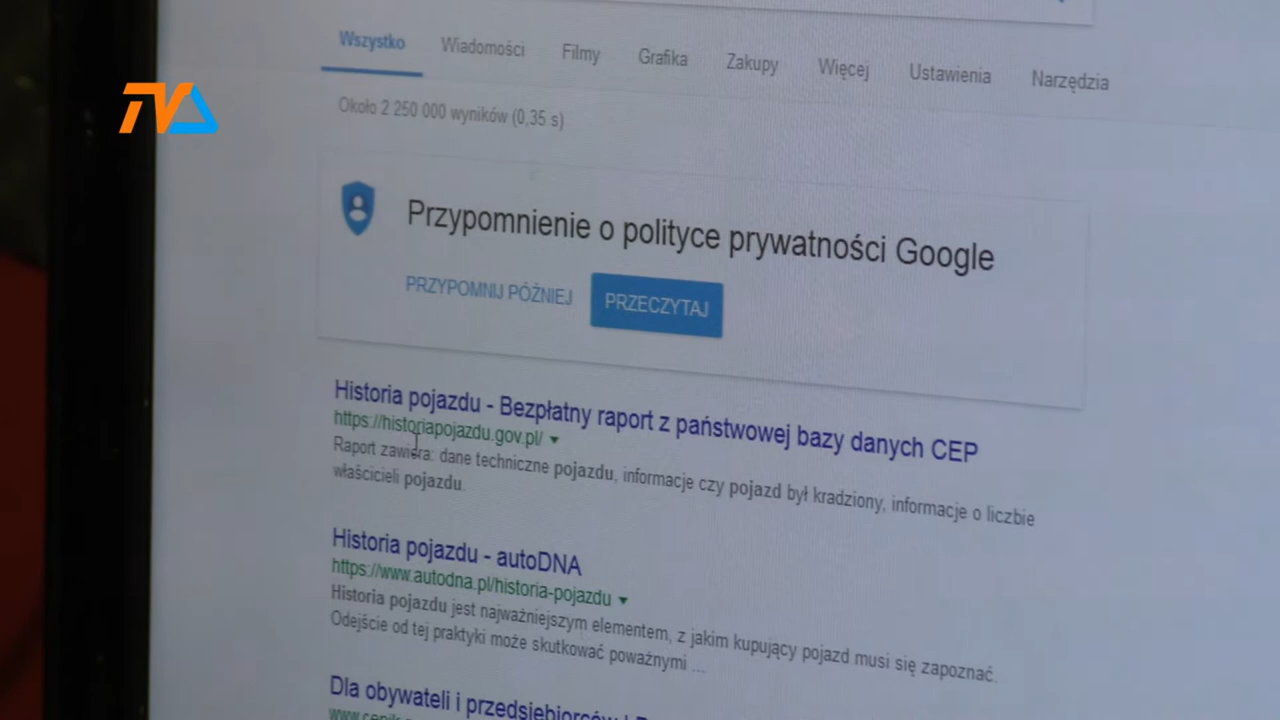 TVA
Wszystko Wiadomości Filmy Grafika Zakupy Więcej Ustawienia Narzędzia
Około 2 250 000 wyników (0,35 s)
Przypomnienie o polityce prywatności Google
PRZYPOMNIJ PÓŹNIEJ PRZECZYTAJ
Historia pojazdu - Bezpłatny raport z państwowej bazy danych CEP
https://historiapojazdu.gov.pl/
Raport zawiera: dane techniczne pojazdu, informacje czy pojazd był kradziony, informacje o liczbie
właścicieli pojazdu.
Historia pojazdu - autoDNA
https://www.autodna.pl/historia-pojazdu
Historia pojazdu jest najważniejszym elementem, z jakim kupujący pojazd musi się zapoznać.
Odejście od tej praktyki może skutkować poważnymi ...
Dla obywateli i przedsiębiorców